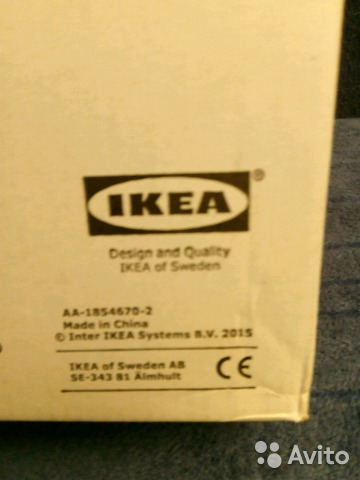 IKEA®
Design and Quality
IKEA of Sweden
AA-1854670-2
Made in China
© Inter IKEA Systems B.V. 2015
IKEA of Sweden AB
SE-343 81 Älmhult
CE
Avito